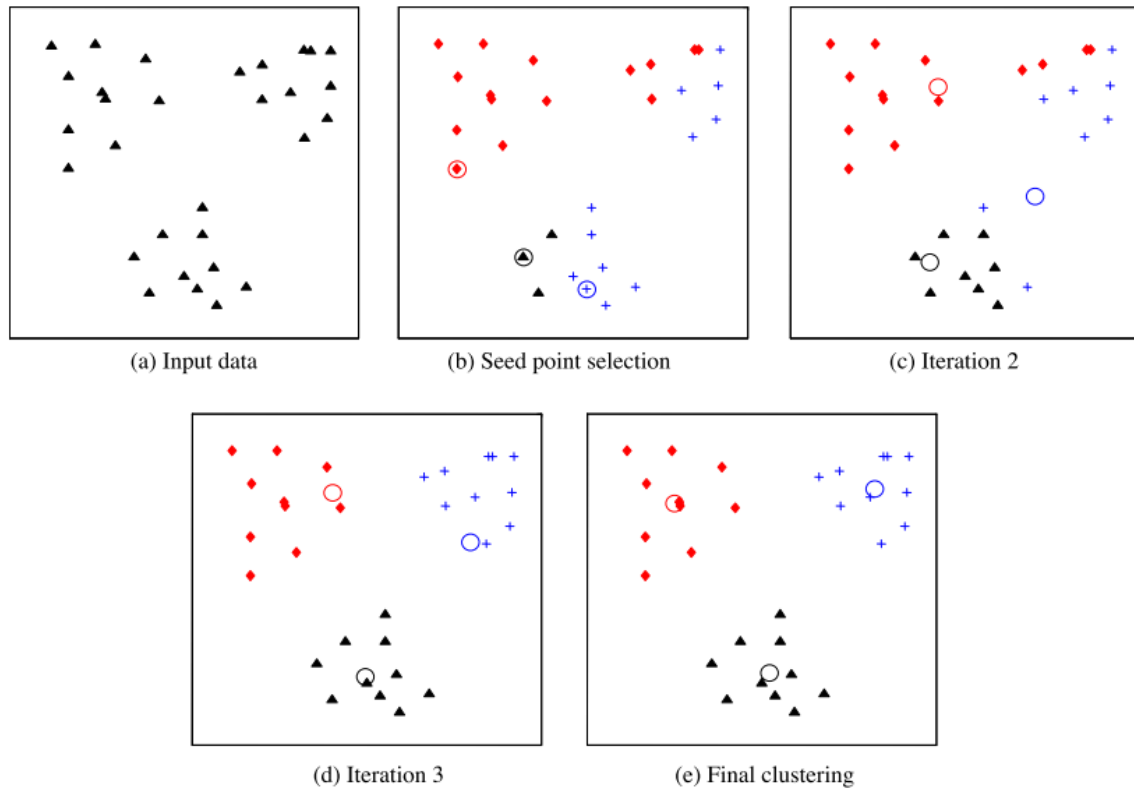 (a) Input data
(b) Seed point selection
(c) Iteration 2
(d) Iteration 3
(e) Final clustering